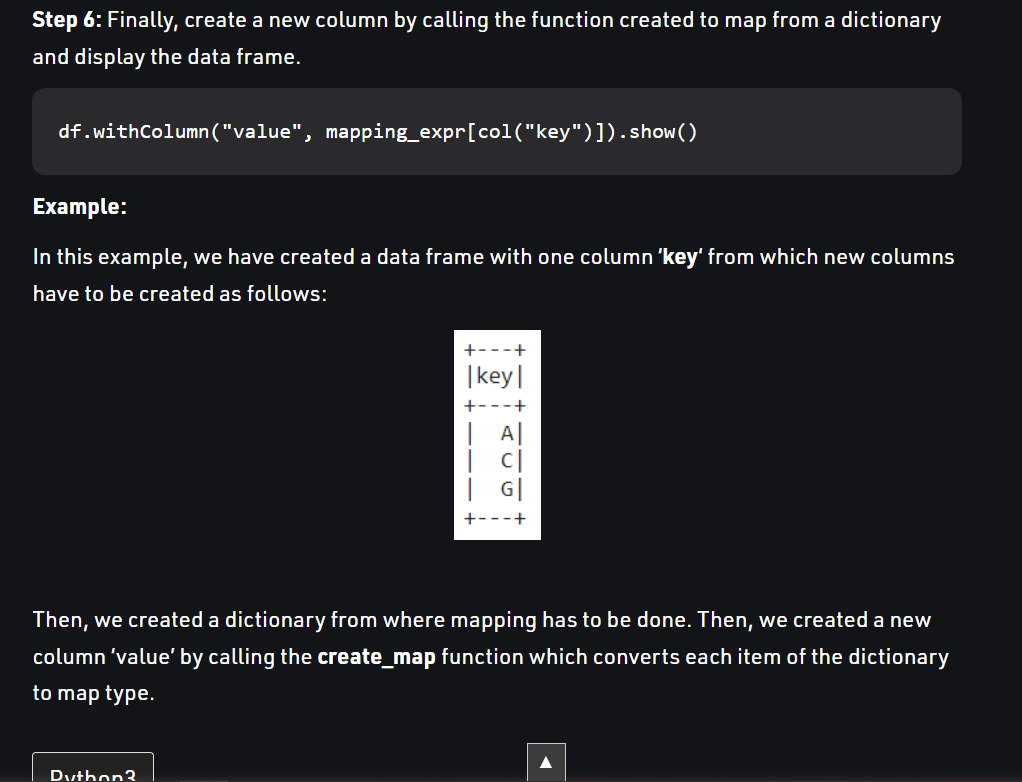 Step 6: Finally, create a new column by calling the function created to map from a dictionary
and display the data frame.
df.withColumn("value", mapping_expr[col("key")]).show()
Example:
In this example, we have created a data frame with one column ‘key‘ from which new columns
have to be created as follows:
+---+
|key|
+---+
|  A|
|  C|
|  G|
+---+
Then, we created a dictionary from where mapping has to be done. Then, we created a new
column ‘value’ by calling the create_map function which converts each item of the dictionary
to map type.
Python3
▲